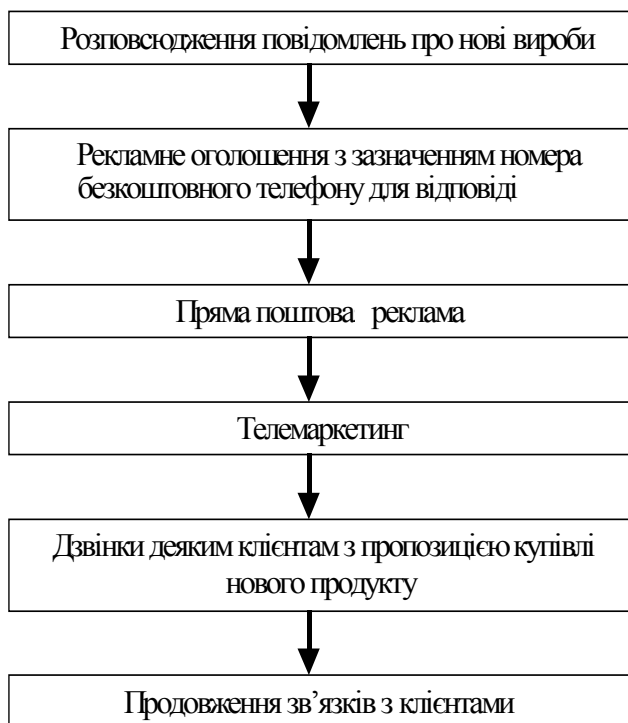 Розповсюдження повідомлень про нові вироби
Рекламне оголошення з зазначенням номера
безкоштовного телефону для відповіді
Пряма поштова реклама
Телемаркетинг
Дзвінки деяким клієнтам з пропозицією купівлі
нового продукту
Продовження зв’язків з клієнтами